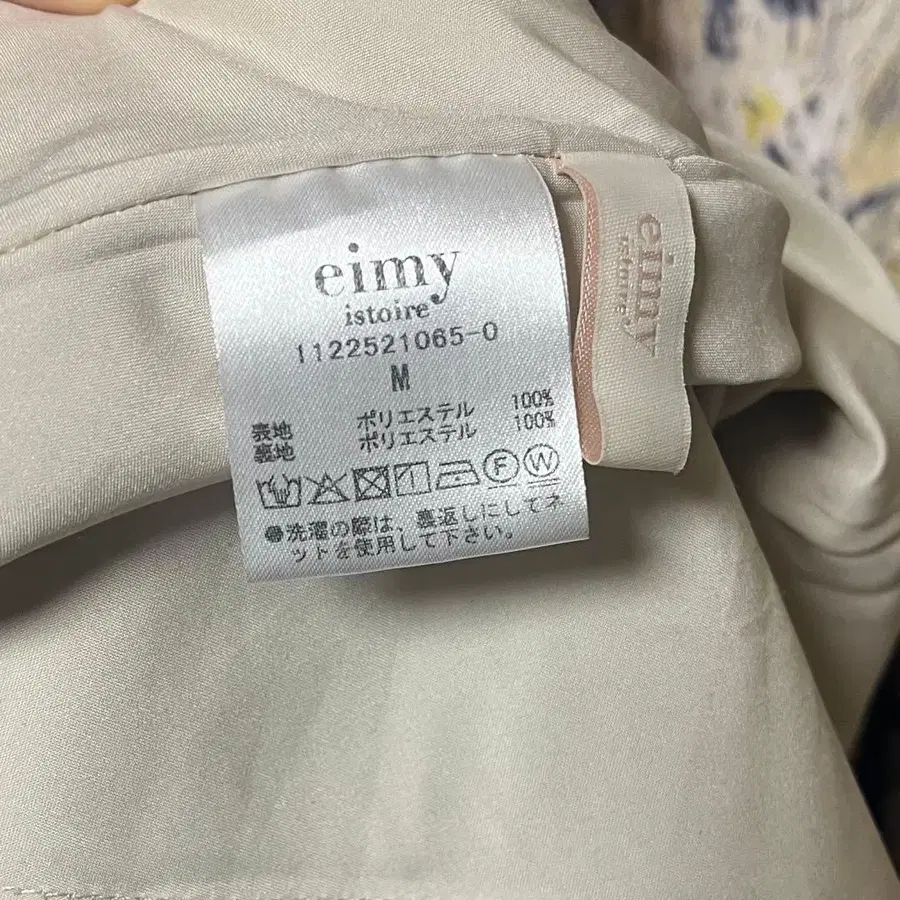 eimy
istoire
1122521065-0
M
表地 ポリエステル 100%
裏地 ポリエステル 100%
F W
●洗濯の際は、裏返しにしてネ
ットを使用して下さい。
eimy
istoire